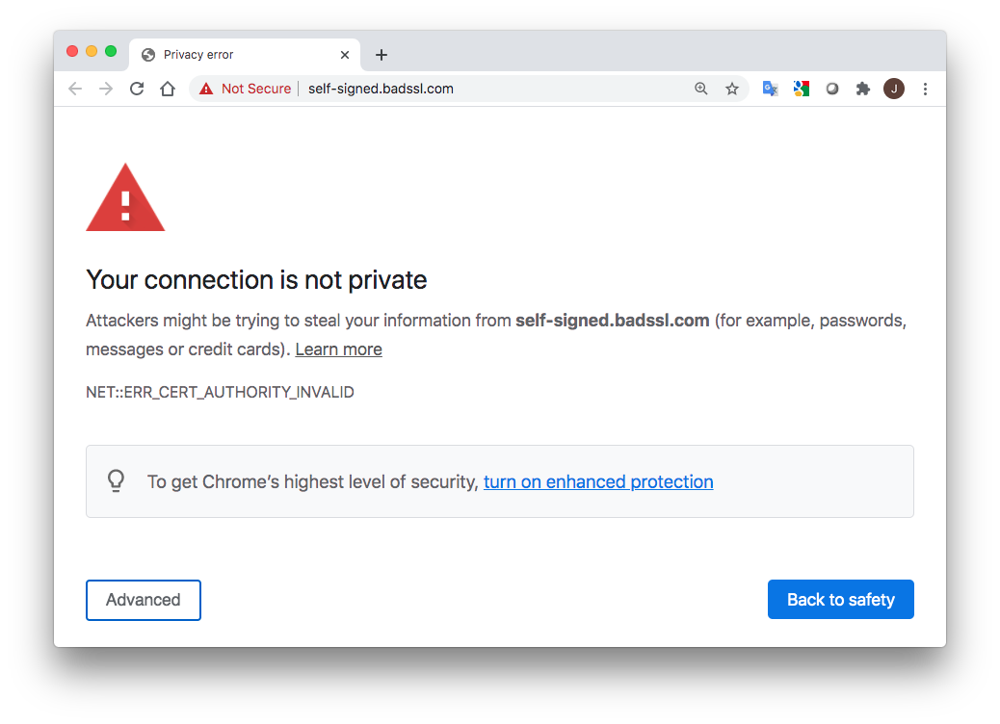 Privacy error
Not Secure
self-signed.badssl.com
J
Your connection is not private
Attackers might be trying to steal your information from self-signed.badssl.com (for example, passwords,
messages or credit cards). Learn more
NET::ERR_CERT_AUTHORITY_INVALID
To get Chrome’s highest level of security, turn on enhanced protection
Advanced
Back to safety